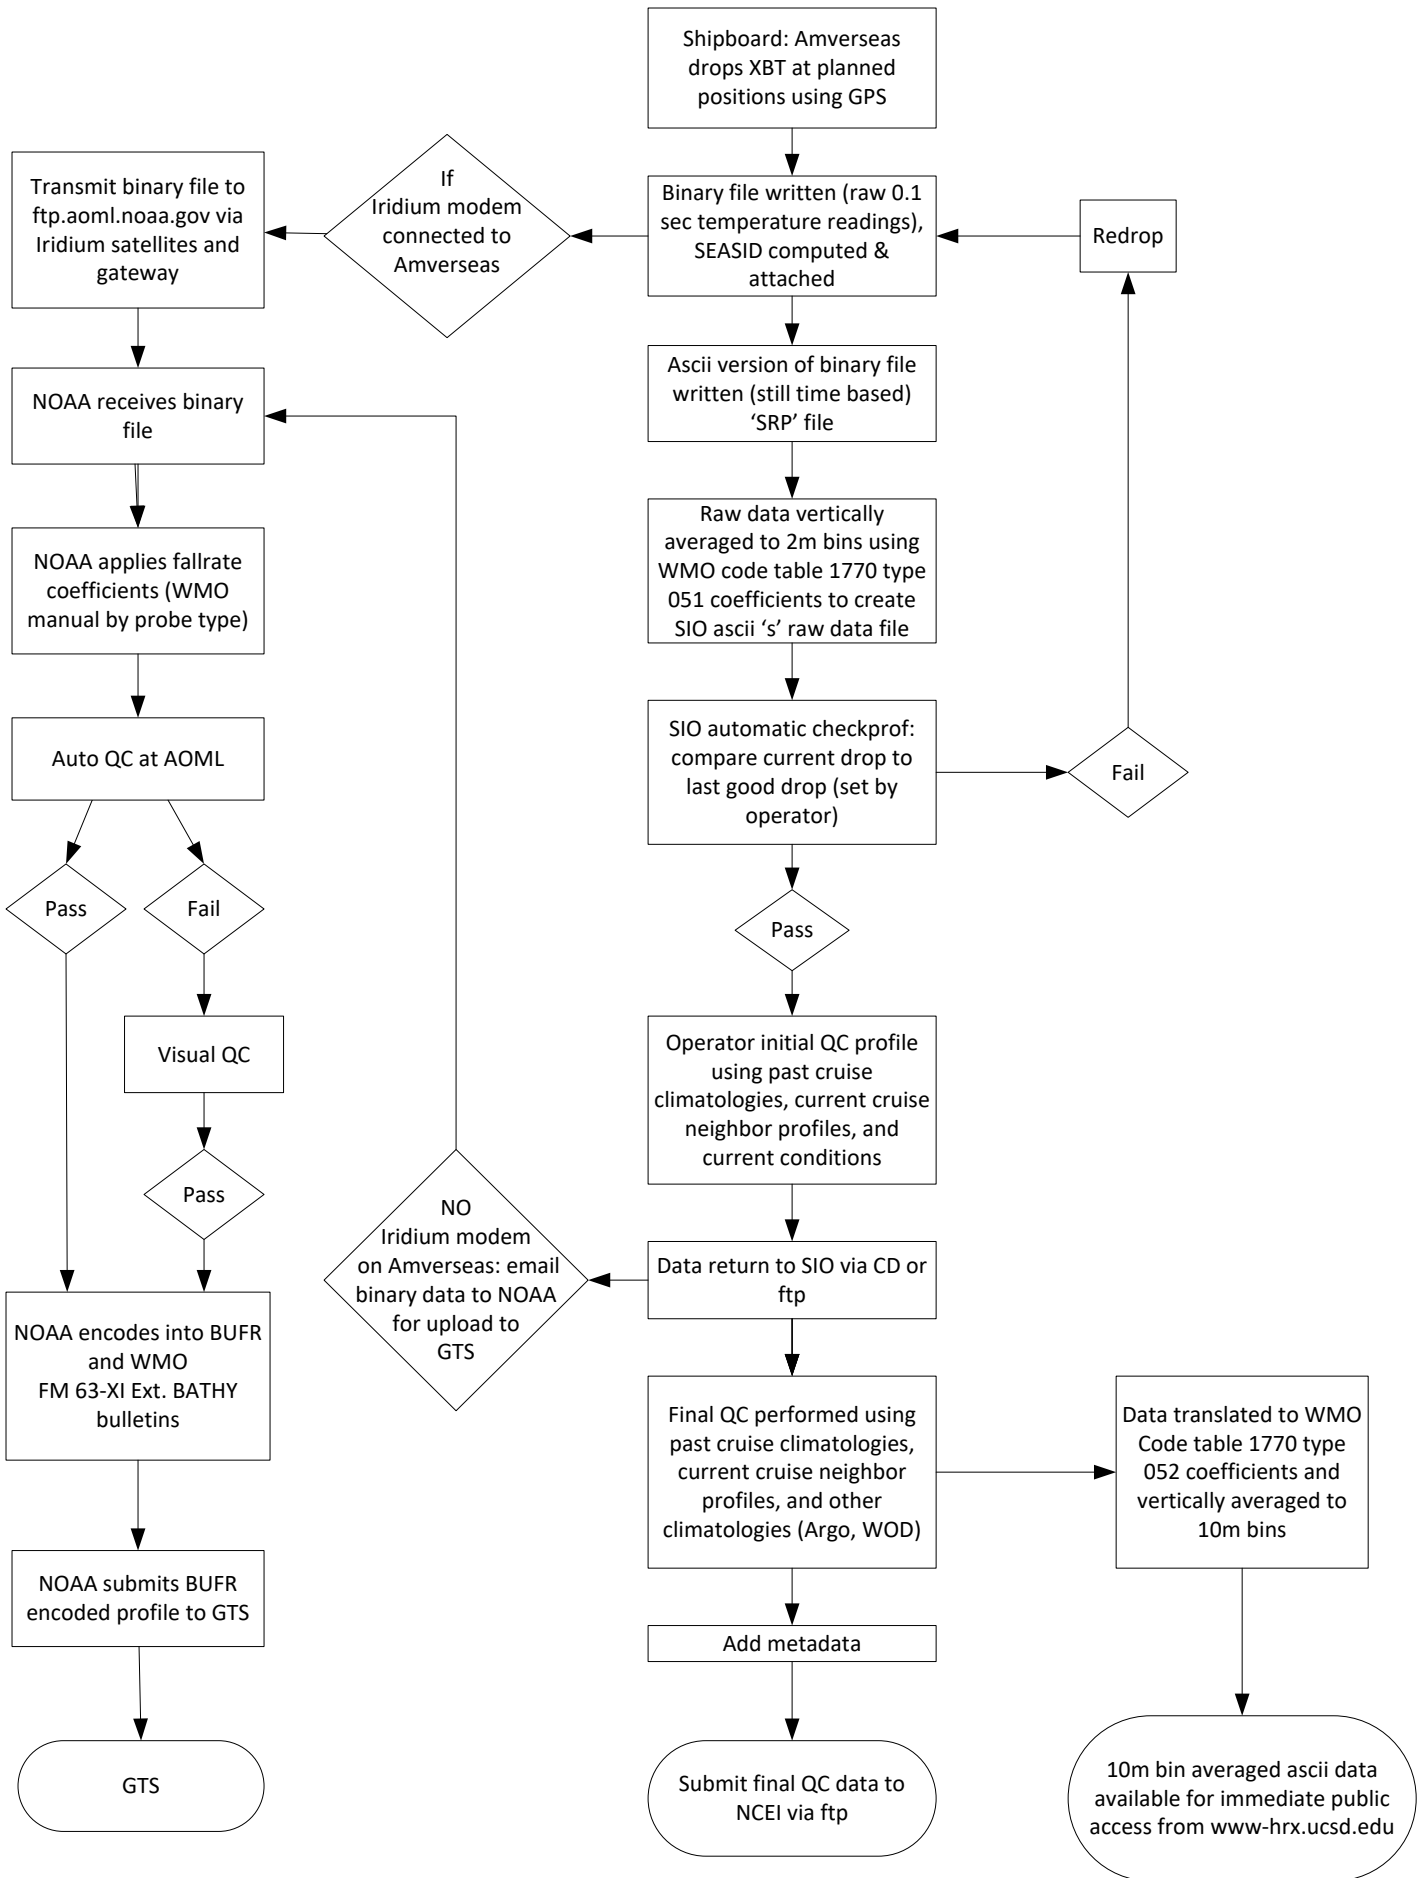 Shipboard: Amverseas
drops XBT at planned
positions using GPS
Transmit binary file to
ftp.aoml.noaa.gov via
Iridium satellites and
gateway
If
Iridium modem
connected to
Amverseas
Binary file written (raw 0.1
sec temperature readings),
SEASID computed &
attached
Redrop
NOAA receives binary
file
Ascii version of binary file
written (still time based)
‘SRP’ file
NOAA applies fallrate
coefficients (WMO
manual by probe type)
Raw data vertically
averaged to 2m bins using
WMO code table 1770 type
051 coefficients to create
SIO ascii ‘s’ raw data file
Auto QC at AOML
SIO automatic checkprof:
compare current drop to
last good drop (set by
operator)
Fail
Pass
Fail
Pass
Visual QC
Operator initial QC profile
using past cruise
climatologies, current cruise
neighbor profiles, and
current conditions
Pass
NO
Iridium modem
on Amverseas: email
binary data to NOAA
for upload to
GTS
Data return to SIO via CD or
ftp
NOAA encodes into BUFR
and WMO
FM 63-XI Ext. BATHY
bulletins
Final QC performed using
past cruise climatologies,
current cruise neighbor
profiles, and other
climatologies (Argo, WOD)
Data translated to WMO
Code table 1770 type
052 coefficients and
vertically averaged to
10m bins
NOAA submits BUFR
encoded profile to GTS
Add metadata
GTS
Submit final QC data to
NCEI via ftp
10m bin averaged ascii data
available for immediate public
access from www-hrx.ucsd.edu